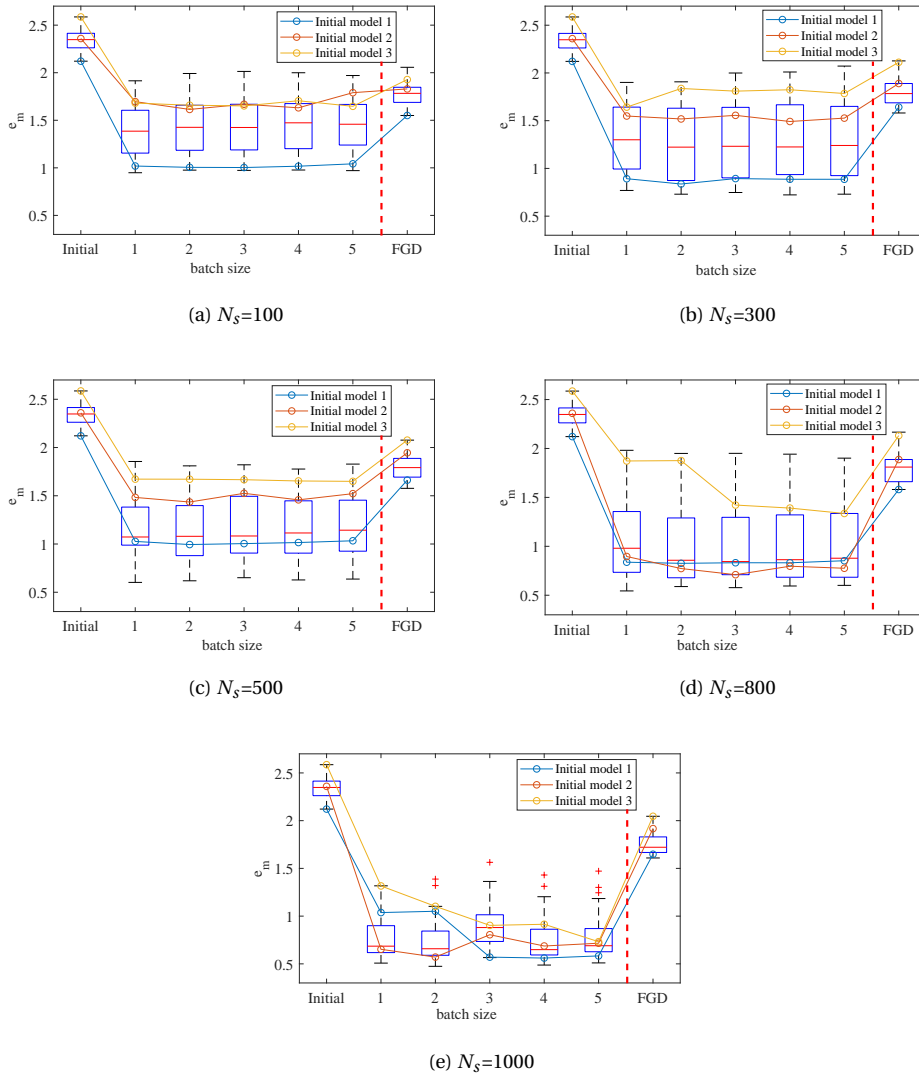 2.5
2
1.5
1
0.5
e_m
Initial model 1
Initial model 2
Initial model 3
Initial 1 2 3 4 5 FGD
batch size
(a) N_s=100
2.5
2
1.5
1
0.5
e_m
Initial model 1
Initial model 2
Initial model 3
Initial 1 2 3 4 5 FGD
batch size
(b) N_s=300
2.5
2
1.5
1
0.5
e_m
Initial model 1
Initial model 2
Initial model 3
Initial 1 2 3 4 5 FGD
batch size
(c) N_s=500
2.5
2
1.5
1
0.5
e_m
Initial model 1
Initial model 2
Initial model 3
Initial 1 2 3 4 5 FGD
batch size
(d) N_s=800
2.5
2
1.5
1
0.5
e_m
Initial model 1
Initial model 2
Initial model 3
Initial 1 2 3 4 5 FGD
batch size
(e) N_s=1000